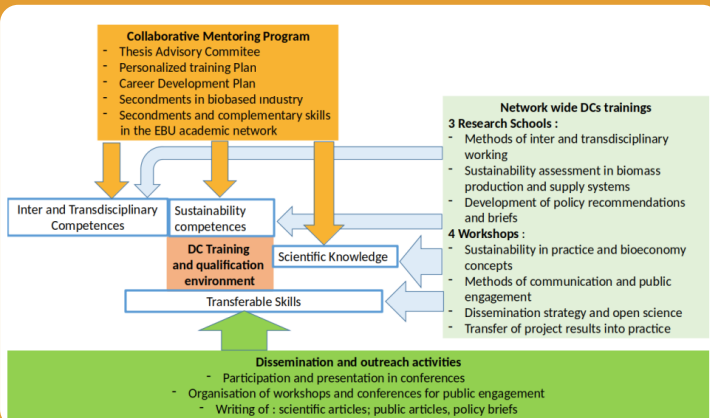 Collaborative Mentoring Program
- Thesis Advisory Commitee
- Personalized training Plan
- Career Development Plan
- Secondments in biobased industry
- Secondments and complementary skills
in the EBU academic network
Network wide DCs trainings
3 Research Schools :
- Methods of inter and transdisciplinary
working
- Sustainability assessment in biomass
production and supply systems
- Development of policy recommendations
and briefs
4 Workshops :
- Sustainability in practice and bioeconomy
concepts
- Methods of communication and public
engagement
- Dissemination strategy and open science
- Transfer of project results into practice
Inter and Transdisciplinary
Competences
Sustainability
competences
DC Training
and qualification
environment
Scientific Knowledge
Transferable Skills
Dissemination and outreach activities
- Participation and presentation in conferences
- Organisation of workshops and conferences for public engagement
- Writing of : scientific articles; public articles, policy briefs